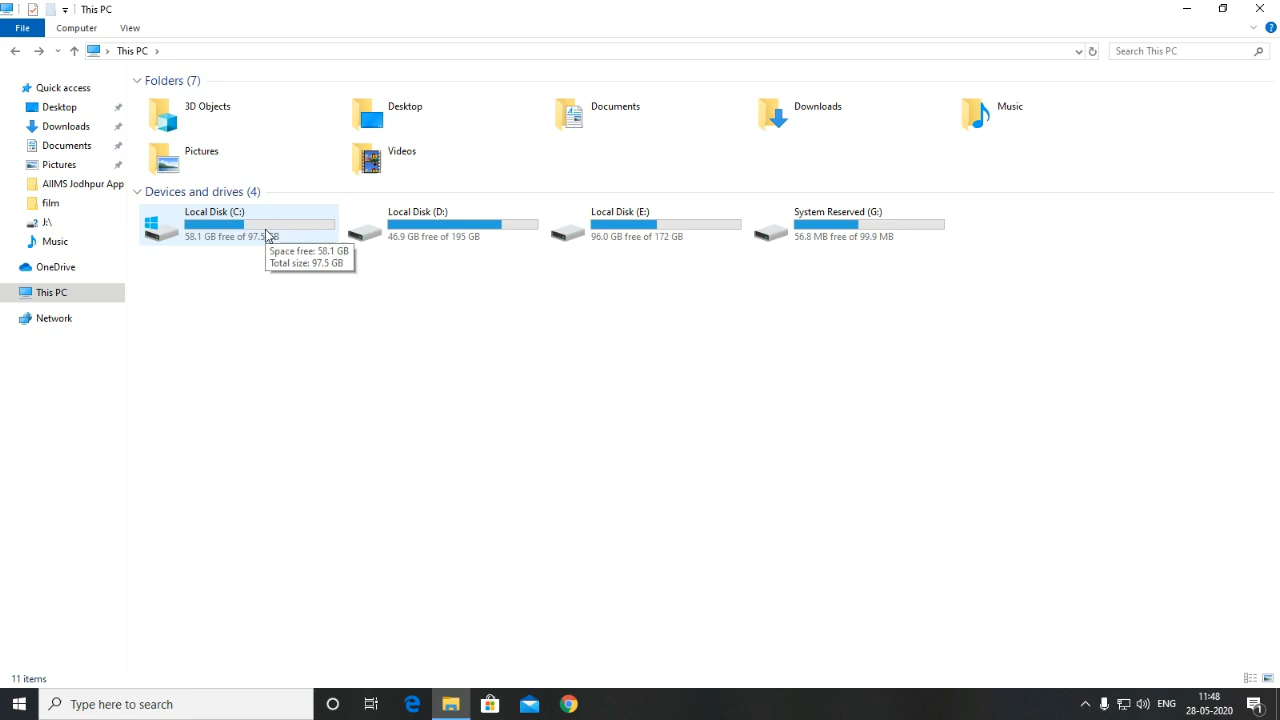 This PC
File Computer View
This PC
Search This PC
Quick access
Desktop
Downloads
Documents
Pictures
AIIMS Jodhpur App
film
J:\
Music
OneDrive
This PC
Network
Folders (7)
3D Objects
Desktop
Documents
Downloads
Music
Pictures
Videos
Devices and drives (4)
Local Disk (C:)
58.1 GB free of 97.5 GB
Local Disk (D:)
46.9 GB free of 195 GB
Local Disk (E:)
96.0 GB free of 172 GB
System Reserved (G:)
56.8 MB free of 99.9 MB
Space free: 58.1 GB
Total size: 97.5 GB
11 items
Type here to search
ENG
11:48
28-05-2020
1